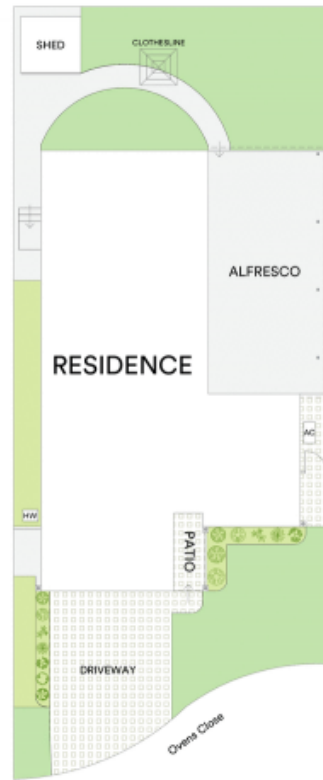 SHED
CLOTHESLINE
ALFRESCO
RESIDENCE
AC
HW
PATIO
DRIVEWAY
Ovens Close